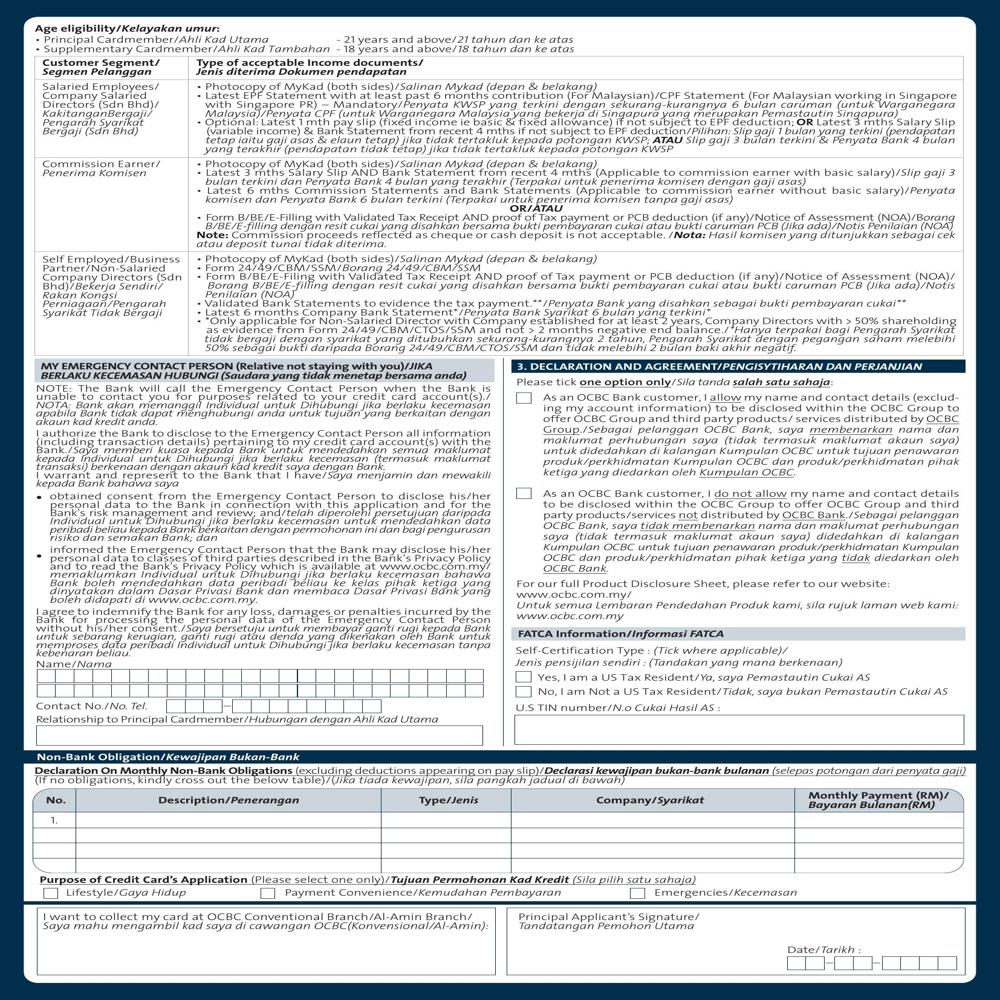 Age eligibility/Kelayakan umur:
• Principal Cardmember/Ahli Kad Utama - 21 years and above/21 tahun dan ke atas
• Supplementary Cardmember/Ahli Kad Tambahan - 18 years and above/18 tahun dan ke atas
Customer Segment/
Segmen Pelanggan
Type of acceptable Income documents/
Jenis diterima Dokumen pendapatan
Salaried Employees/
Company Salaried
Directors (Sdn Bhd)/
KakitanganBergaji/
Pengarah Syarikat
Bergaji (Sdn Bhd)
• Photocopy of MyKad (both sides)/Salinan Mykad (depan & belakang)
• Latest EPF Statement with at least past 6 months contribution (For Malaysian)/CPF Statement (For Malaysian working in Singapore
with Singapore PR) – Mandatory/Penyata KWSP yang terkini dengan sekurang-kurangnya 6 bulan caruman (untuk Warganegara
Malaysia)/Penyata CPF (untuk Warganegara Malaysia yang bekerja di Singapura yang merupakan Pemastautin Singapura)
• Optional: Latest 1 mth pay slip (fixed income ie basic & fixed allowance) if not subject to EPF deduction; OR Latest 3 mths Salary Slip
(variable income) & Bank Statement from recent 4 mths if not subject to EPF deduction/Pilihan: Slip gaji 1 bulan yang terkini (pendapatan
tetap iaitu gaji asas & elaun tetap) jika tidak tertakluk kepada potongan KWSP; ATAU Slip gaji 3 bulan terkini & Penyata Bank 4 bulan
yang terakhir (pendapatan tidak tetap) jika tidak tertakluk kepada potongan KWSP
Commission Earner/
Penerima Komisen
• Photocopy of MyKad (both sides)/Salinan Mykad (depan & belakang)
• Latest 3 mths Salary Slip AND Bank Statement from recent 4 mths (Applicable to commission earner with basic salary)/Slip gaji 3
bulan terkini dan Penyata Bank 4 bulan yang terakhir (Terpakai untuk penerima komisen dengan gaji asas)
• Latest 6 mths Commission Statements and Bank Statements (Applicable to commission earner without basic salary)/Penyata
komisen dan Penyata Bank 6 bulan terkini (Terpakai untuk penerima komisen tanpa gaji asas)
OR/ATAU
• Form B/BE/E-Filling with Validated Tax Receipt AND proof of Tax payment or PCB deduction (if any)/Notice of Assessment (NOA)/Borang
B/BE/E-filling dengan resit cukai yang disahkan bersama bukti pembayaran cukai atau bukti caruman PCB (Jika ada)/Notis Penilaian (NOA)
Note: Commission proceeds reflected as cheque or cash deposit is not acceptable. /Nota: Hasil komisen yang ditunjukkan sebagai cek
atau deposit tunai tidak diterima.
Self Employed/Business
Partner/Non-Salaried
Company Directors (Sdn
Bhd)/Bekerja Sendiri/
Rakan Kongsi
Perniagaan/Pengarah
Syarikat Tidak Bergaji
• Photocopy of MyKad (both sides)/Salinan Mykad (depan & belakang)
• Form 24/49/CBM/SSM/Borang 24/49/CBM/SSM
• Form B/BE/E-Filling with Validated Tax Receipt AND proof of Tax payment or PCB deduction (if any)/Notice of Assessment (NOA)/
Borang B/BE/E-filling dengan resit cukai yang disahkan bersama bukti pembayaran cukai atau bukti caruman PCB (Jika ada)/Notis
Penilaian (NOA)
• Validated Bank Statements to evidence the tax payment.**/Penyata Bank yang disahkan sebagai bukti pembayaran cukai**
• Latest 6 months Company Bank Statement*/Penyata Bank Syarikat 6 bulan yang terkini*
• *Only applicable for Non-Salaried Director with Company established for at least 2 years, Company Directors with > 50% shareholding
as evidence from Form 24/49/CBM/CTOS/SSM and not > 2 months negative end balance./*Hanya terpakai bagi Pengarah Syarikat
tidak bergaji dengan syarikat yang ditubuhkan sekurang-kurangnya 2 tahun, Pengarah Syarikat dengan pegangan saham melebihi
50% sebagai bukti daripada Borang 24/49/CBM/CTOS/SSM dan tidak melebihi 2 bulan baki akhir negatif.
MY EMERGENCY CONTACT PERSON (Relative not staying with you)/JIKA
BERLAKU KECEMASAN HUBUNGI (Saudara yang tidak menetap bersama anda)
NOTE: The Bank will call the Emergency Contact Person when the Bank is
unable to contact you for purposes related to your credit card account(s)./
NOTA: Bank akan memanggil Individual untuk Dihubungi jika berlaku kecemasan
apabila Bank tidak dapat menghubungi anda untuk tujuan yang berkaitan dengan
akaun kad kredit anda.
I authorize the Bank to disclose to the Emergency Contact Person all information
(including transaction details) pertaining to my credit card account(s) with the
Bank./Saya memberi kuasa kepada Bank untuk mendedahkan semua maklumat
kepada Individual untuk Dihubungi jika berlaku kecemasan (termasuk maklumat
transaksi) berkenaan dengan akaun kad kredit saya dengan Bank.
I warrant and represent to the Bank that I have/Saya menjamin dan mewakili
kepada Bank bahawa saya
• obtained consent from the Emergency Contact Person to disclose his/her
personal data to the Bank in connection with this application and for the
Bank's risk management and review; and/telah diperolehi persetujuan daripada
Individual untuk Dihubungi jika berlaku kecemasan untuk mendedahkan data
peribadi beliau kepada Bank berkaitan dengan permohonan ini dan bagi pengurusan
risiko dan semakan Bank; dan
• informed the Emergency Contact Person that the Bank may disclose his/her
personal data to classes of third parties described in the Bank's Privacy Policy
and to read the Bank's Privacy Policy which is available at www.ocbc.com.my/
memaklumkan Individual untuk Dihubungi jika berlaku kecemasan bahawa
Bank boleh mendedahkan data peribadi beliau ke kelas pihak ketiga yang
dinyatakan dalam Dasar Privasi Bank dan membaca Dasar Privasi Bank yang
boleh didapati di www.ocbc.com.my.
I agree to indemnify the Bank for any loss, damages or penalties incurred by the
Bank for processing the personal data of the Emergency Contact Person
without his/her consent./Saya bersetuju untuk membayar ganti rugi kepada Bank
untuk sebarang kerugian, ganti rugi atau denda yang dikenakan oleh Bank untuk
memproses data peribadi Individual untuk Dihubungi jika berlaku kecemasan tanpa
kebenaran beliau.
Name/Nama
Contact No./No. Tel. –
Relationship to Principal Cardmember/Hubungan dengan Ahli Kad Utama
3. DECLARATION AND AGREEMENT/PENGISYTIHARAN DAN PERJANJIAN
Please tick one option only/Sila tanda salah satu sahaja:
As an OCBC Bank customer, I allow my name and contact details (exclud-
ing my account information) to be disclosed within the OCBC Group to
offer OCBC Group and third party products/ services distributed by OCBC
Group./Sebagai pelanggan OCBC Bank, saya membenarkan nama dan
maklumat perhubungan saya (tidak termasuk maklumat akaun saya)
untuk didedahkan di kalangan Kumpulan OCBC untuk tujuan penawaran
produk/perkhidmatan Kumpulan OCBC dan produk/perkhidmatan pihak
ketiga yang diedarkan oleh Kumpulan OCBC.
As an OCBC Bank customer, I do not allow my name and contact details
to be disclosed within the OCBC Group to offer OCBC Group and third
party products/services not distributed by OCBC Bank./Sebagai pelanggan
OCBC Bank, saya tidak membenarkan nama dan maklumat perhubungan
saya (tidak termasuk maklumat akaun saya) didedahkan di kalangan
Kumpulan OCBC untuk tujuan penawaran produk/perkhidmatan Kumpulan
OCBC dan produk/perkhidmatan pihak ketiga yang tidak diedarkan oleh
OCBC Bank.
For our full Product Disclosure Sheet, please refer to our website:
www.ocbc.com.my/
Untuk semua Lembaran Pendedahan Produk kami, sila rujuk laman web kami:
www.ocbc.com.my
FATCA Information/Informasi FATCA
Self-Certification Type : (Tick where applicable)/
Jenis pensijilan sendiri : (Tandakan yang mana berkenaan)
Yes, I am a US Tax Resident/Ya, saya Pemastautin Cukai AS
No, I am Not a US Tax Resident/Tidak, saya bukan Pemastautin Cukai AS
U.S TIN number/N.o Cukai Hasil AS :
Non-Bank Obligation/Kewajipan Bukan-Bank
Declaration On Monthly Non-Bank Obligations (excluding deductions appearing on pay slip)/Declarasi kewajipan bukan-bank bulanan (selepas potongan dari penyata gaji)
(If no obligations, kindly cross out the below table)/(Jika tiada kewajipan, sila pangkah jadual di bawah)
No. Description/Penerangan Type/Jenis Company/Syarikat Monthly Payment (RM)/
Bayaran Bulanan(RM)
1.
Purpose of Credit Card's Application (Please select one only)/Tujuan Permohonan Kad Kredit (Sila pilih satu sahaja)
Lifestyle/Gaya Hidup Payment Convenience/Kemudahan Pembayaran Emergencies/Kecemasan
I want to collect my card at OCBC Conventional Branch/Al-Amin Branch/
Saya mahu mengambil kad saya di cawangan OCBC(Konvensional/Al-Amin):
Principal Applicant's Signature/
Tandatangan Pemohon Utama
Date/Tarikh :
– –